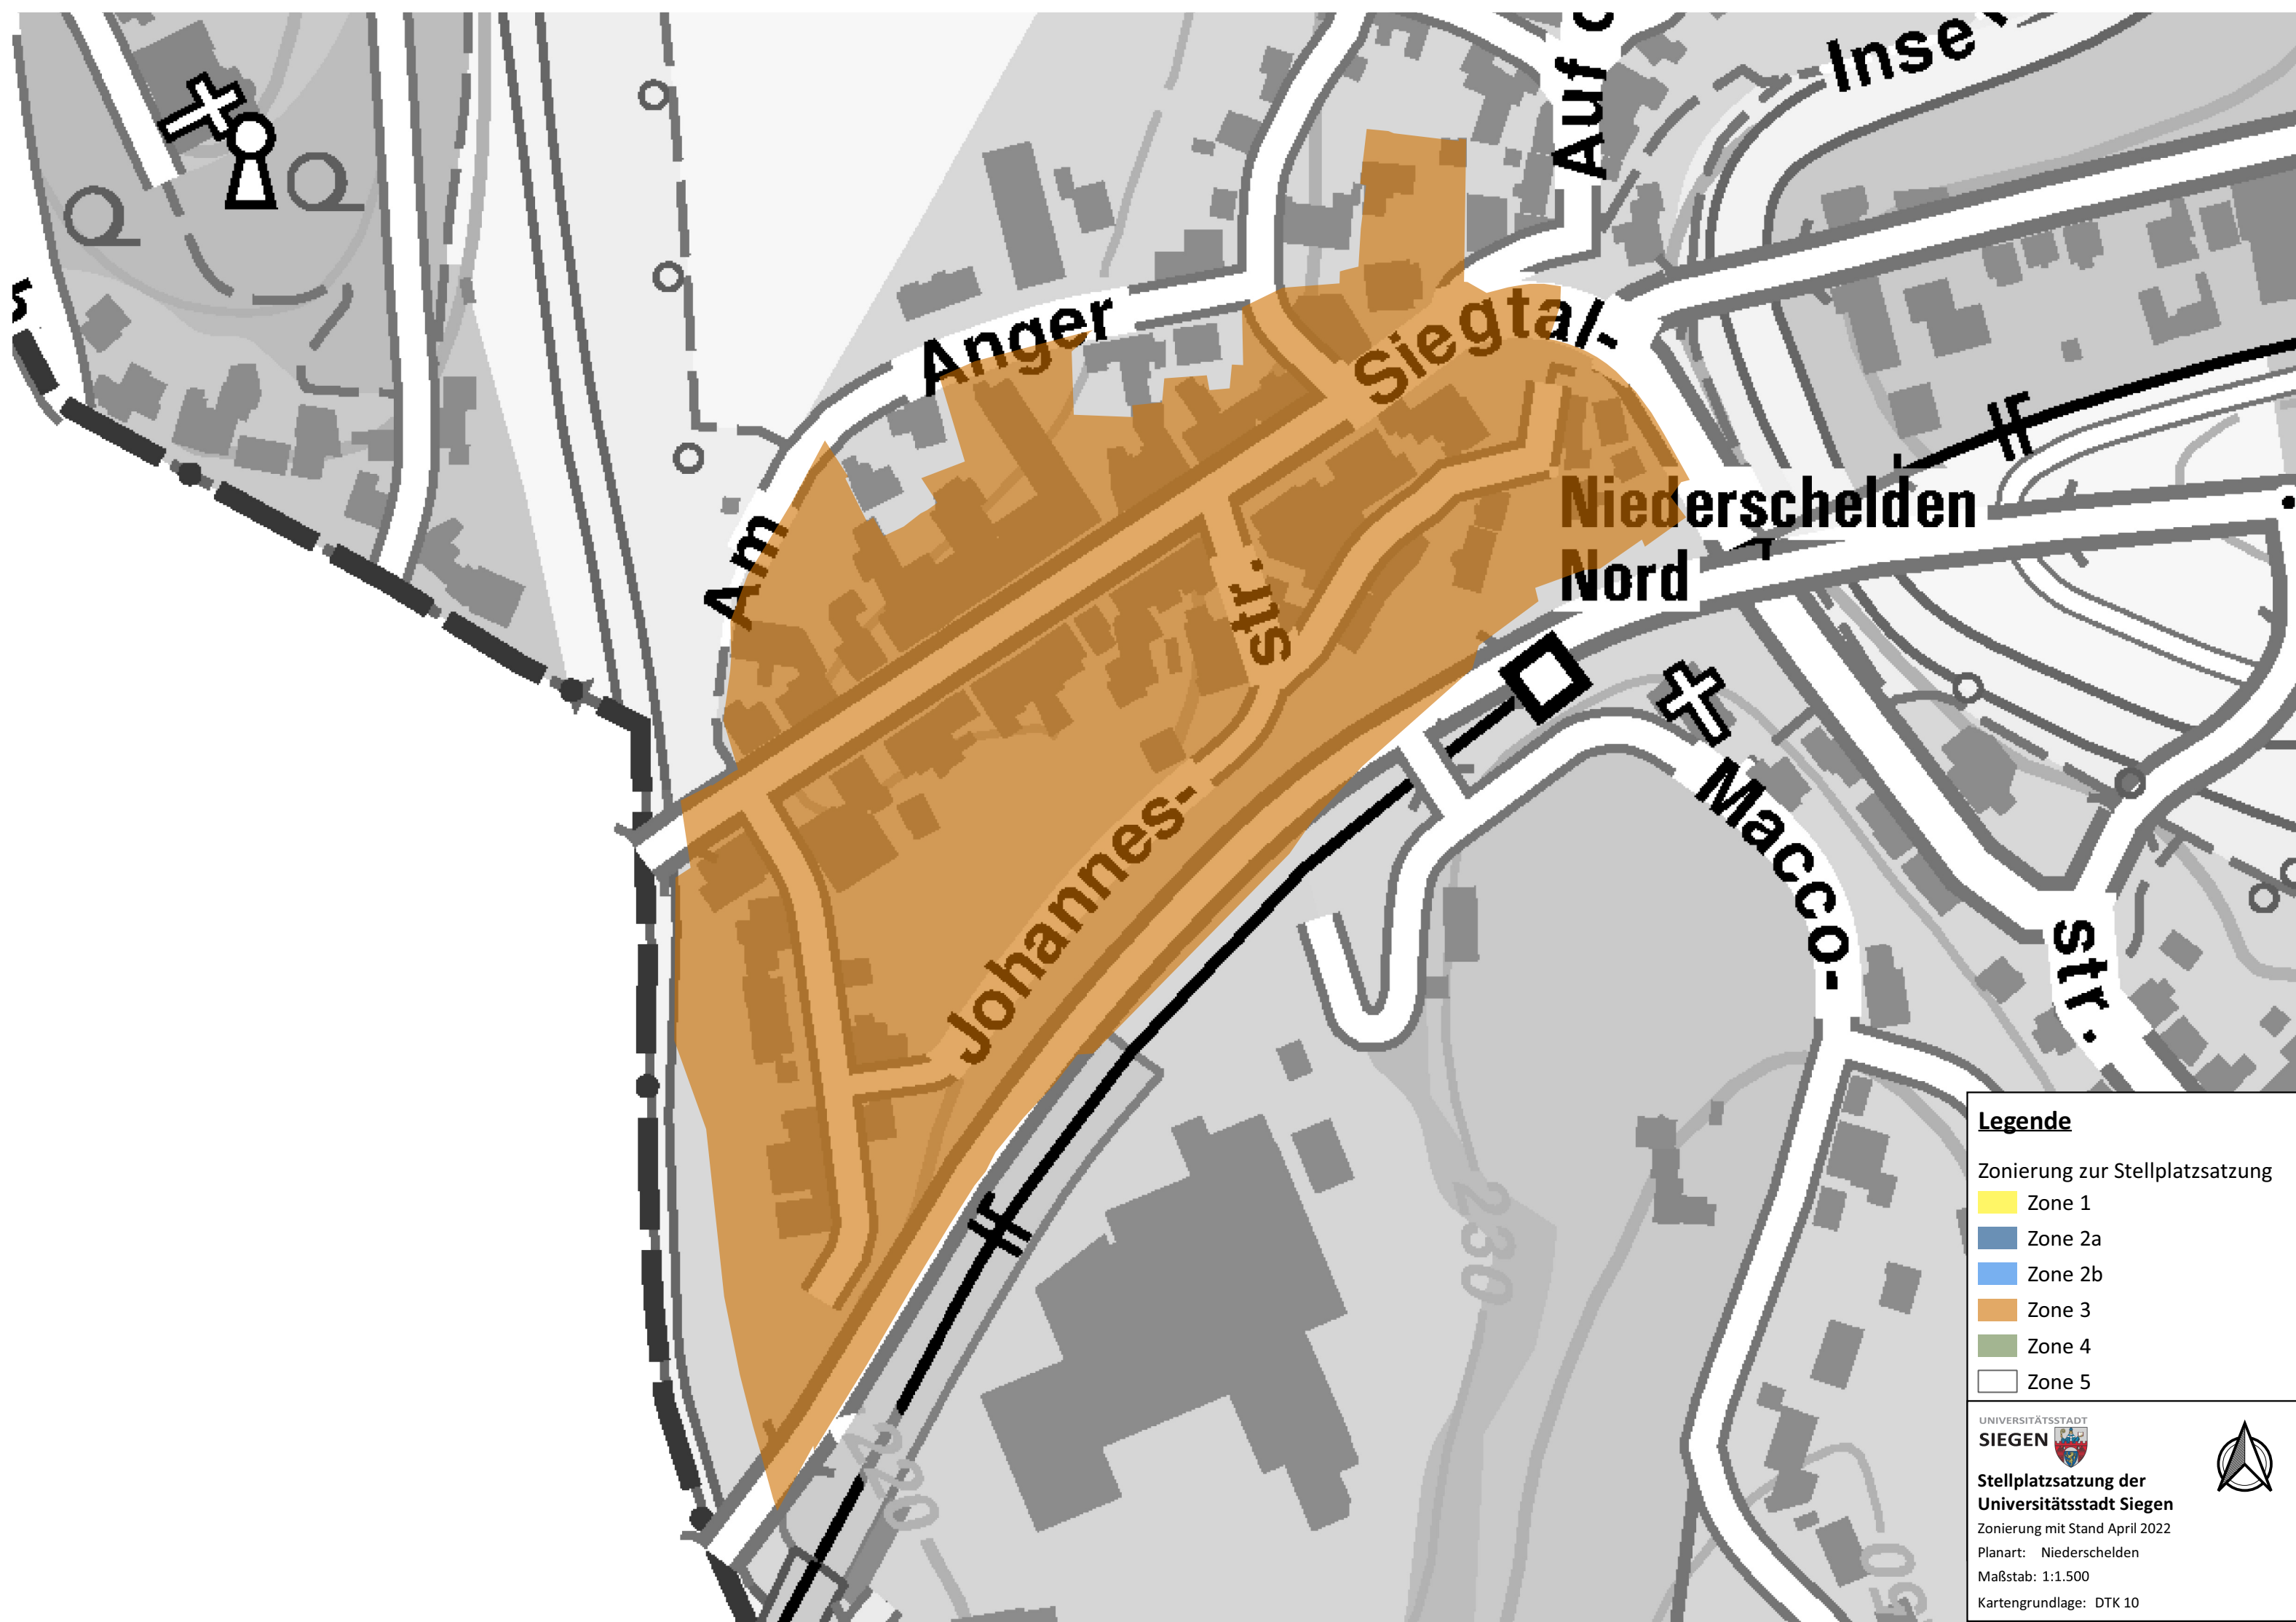 Auf
Inse
Anger
Siegtal-
Am
Niederschelden
Nord
str.
Johannes-
Macco-
str.
230
220
Legende
Zonierung zur Stellplatzsatzung
Zone 1
Zone 2a
Zone 2b
Zone 3
Zone 4
Zone 5
UNIVERSITÄTSSTADT
SIEGEN
Stellplatzsatzung der
Universitätsstadt Siegen
Zonierung mit Stand April 2022
Planart: Niederschelden
Maßstab: 1:1.500
Kartengrundlage: DTK 10